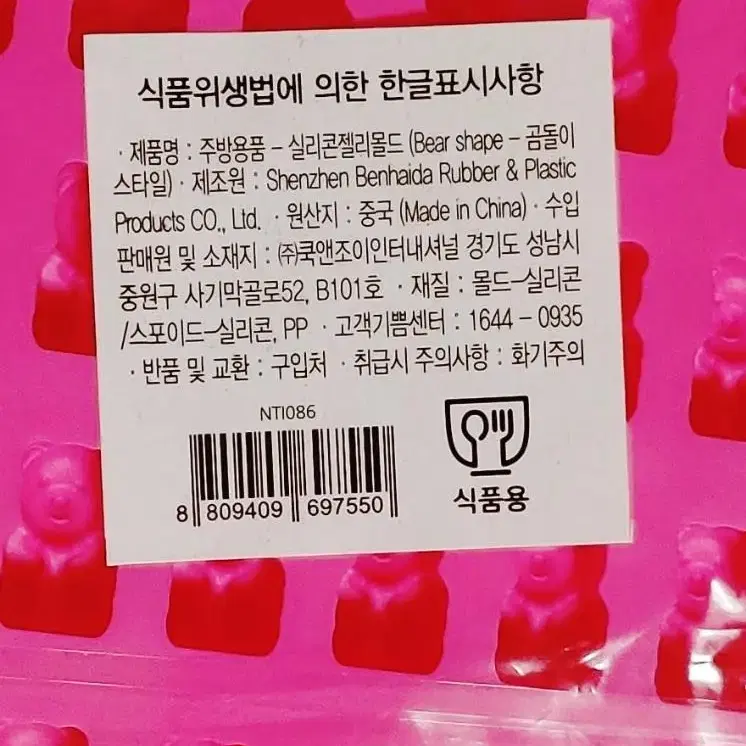 식품위생법에 의한 한글표시사항
· 제품명 : 주방용품 – 실리콘젤리몰드 (Bear shape – 곰돌이
스타일) · 제조원 : Shenzhen Benhaida Rubber & Plastic
Products CO., Ltd. · 원산지 : 중국 (Made in China) · 수입
판매원 및 소재지 : ㈜쿡앤조이인터내셔널 경기도 성남시
중원구 사기막골로52, B101호 · 재질 : 몰드–실리콘
/스포이드–실리콘, PP · 고객기쁨센터 : 1644 – 0935
· 반품 및 교환 : 구입처 · 취급시 주의사항 : 화기주의
NTI086
8 809409 697550
식품용